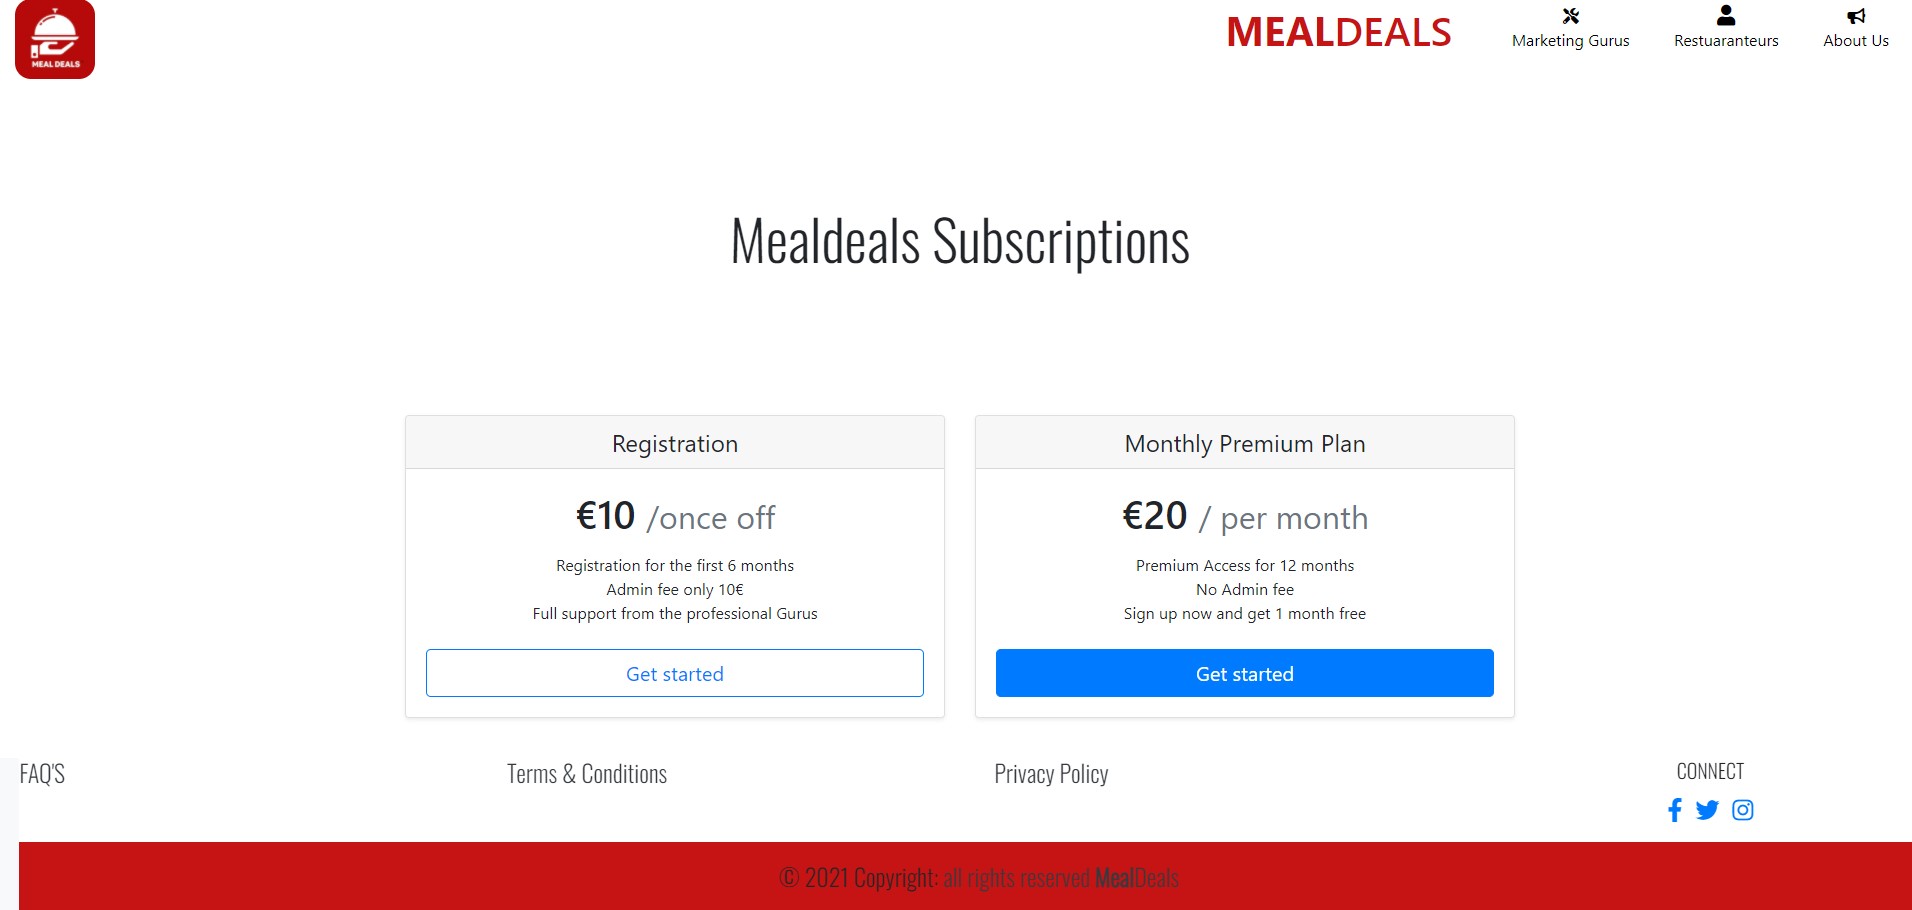 MEAL DEALS
MEALDEALS
Marketing Gurus
Restuaranteurs
About Us
Mealdeals Subscriptions
Registration
€10 /once off
Registration for the first 6 months
Admin fee only 10€
Full support from the professional Gurus
Get started
Monthly Premium Plan
€20 / per month
Premium Access for 12 months
No Admin fee
Sign up now and get 1 month free
Get started
FAQ'S
Terms & Conditions
Privacy Policy
CONNECT
© 2021 Copyright: all rights reserved MealDeals